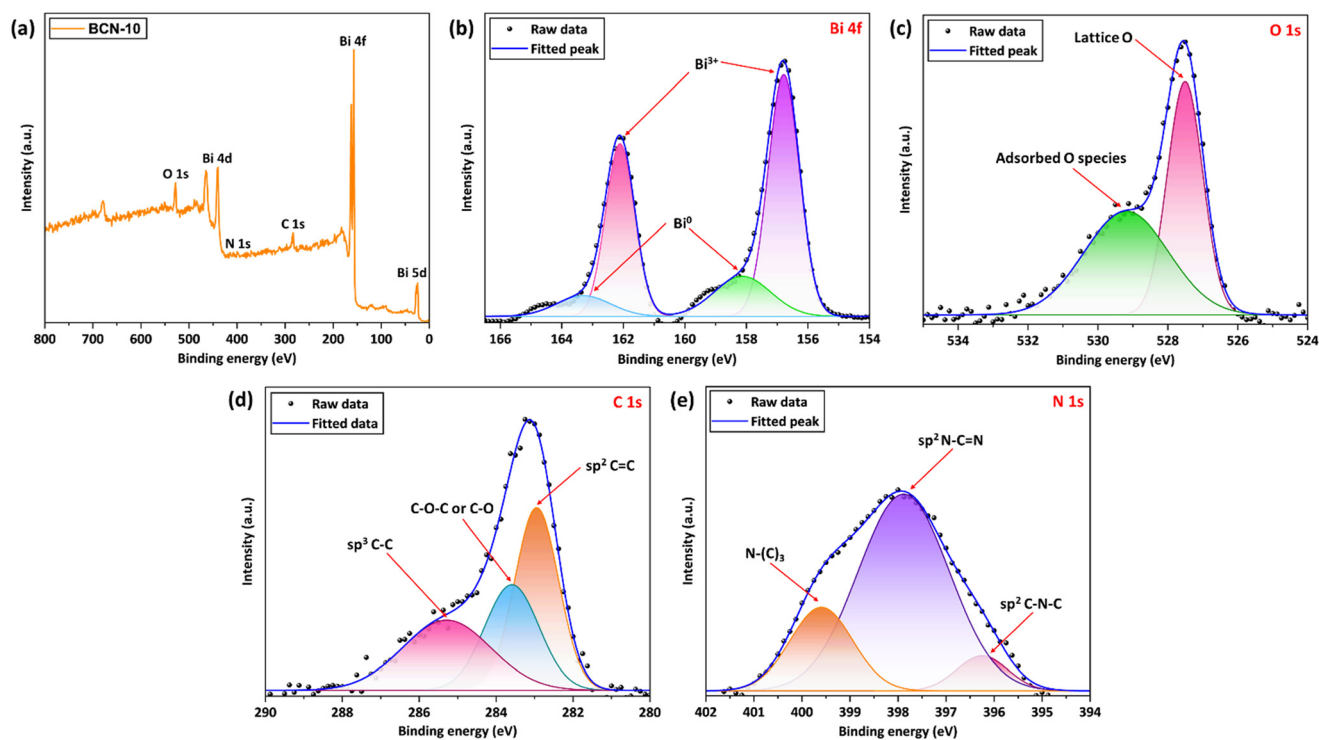 (a)
BCN-10
Bi 4f
Bi 4d
O 1s
N 1s
C 1s
Bi 5d
Intensity (a.u.)
800 700 600 500 400 300 200 100 0
Binding energy (eV)
(b)
Raw data
Fitted peak
Bi 4f
Bi³⁺
Bi⁰
Intensity (a.u.)
166 164 162 160 158 156 154
Binding energy (eV)
(c)
Raw data
Fitted peak
O 1s
Lattice O
Adsorbed O species
Intensity (a.u.)
534 532 530 528 526 524
Binding energy (eV)
(d)
Raw data
Fitted data
C 1s
sp² C=C
C-O-C or C-O
sp³ C-C
Intensity (a.u.)
290 288 286 284 282 280
Binding energy (eV)
(e)
Raw data
Fitted peak
N 1s
sp² N-C=N
N-(C)₃
sp² C-N-C
Intensity (a.u.)
402 401 400 399 398 397 396 395 394
Binding energy (eV)